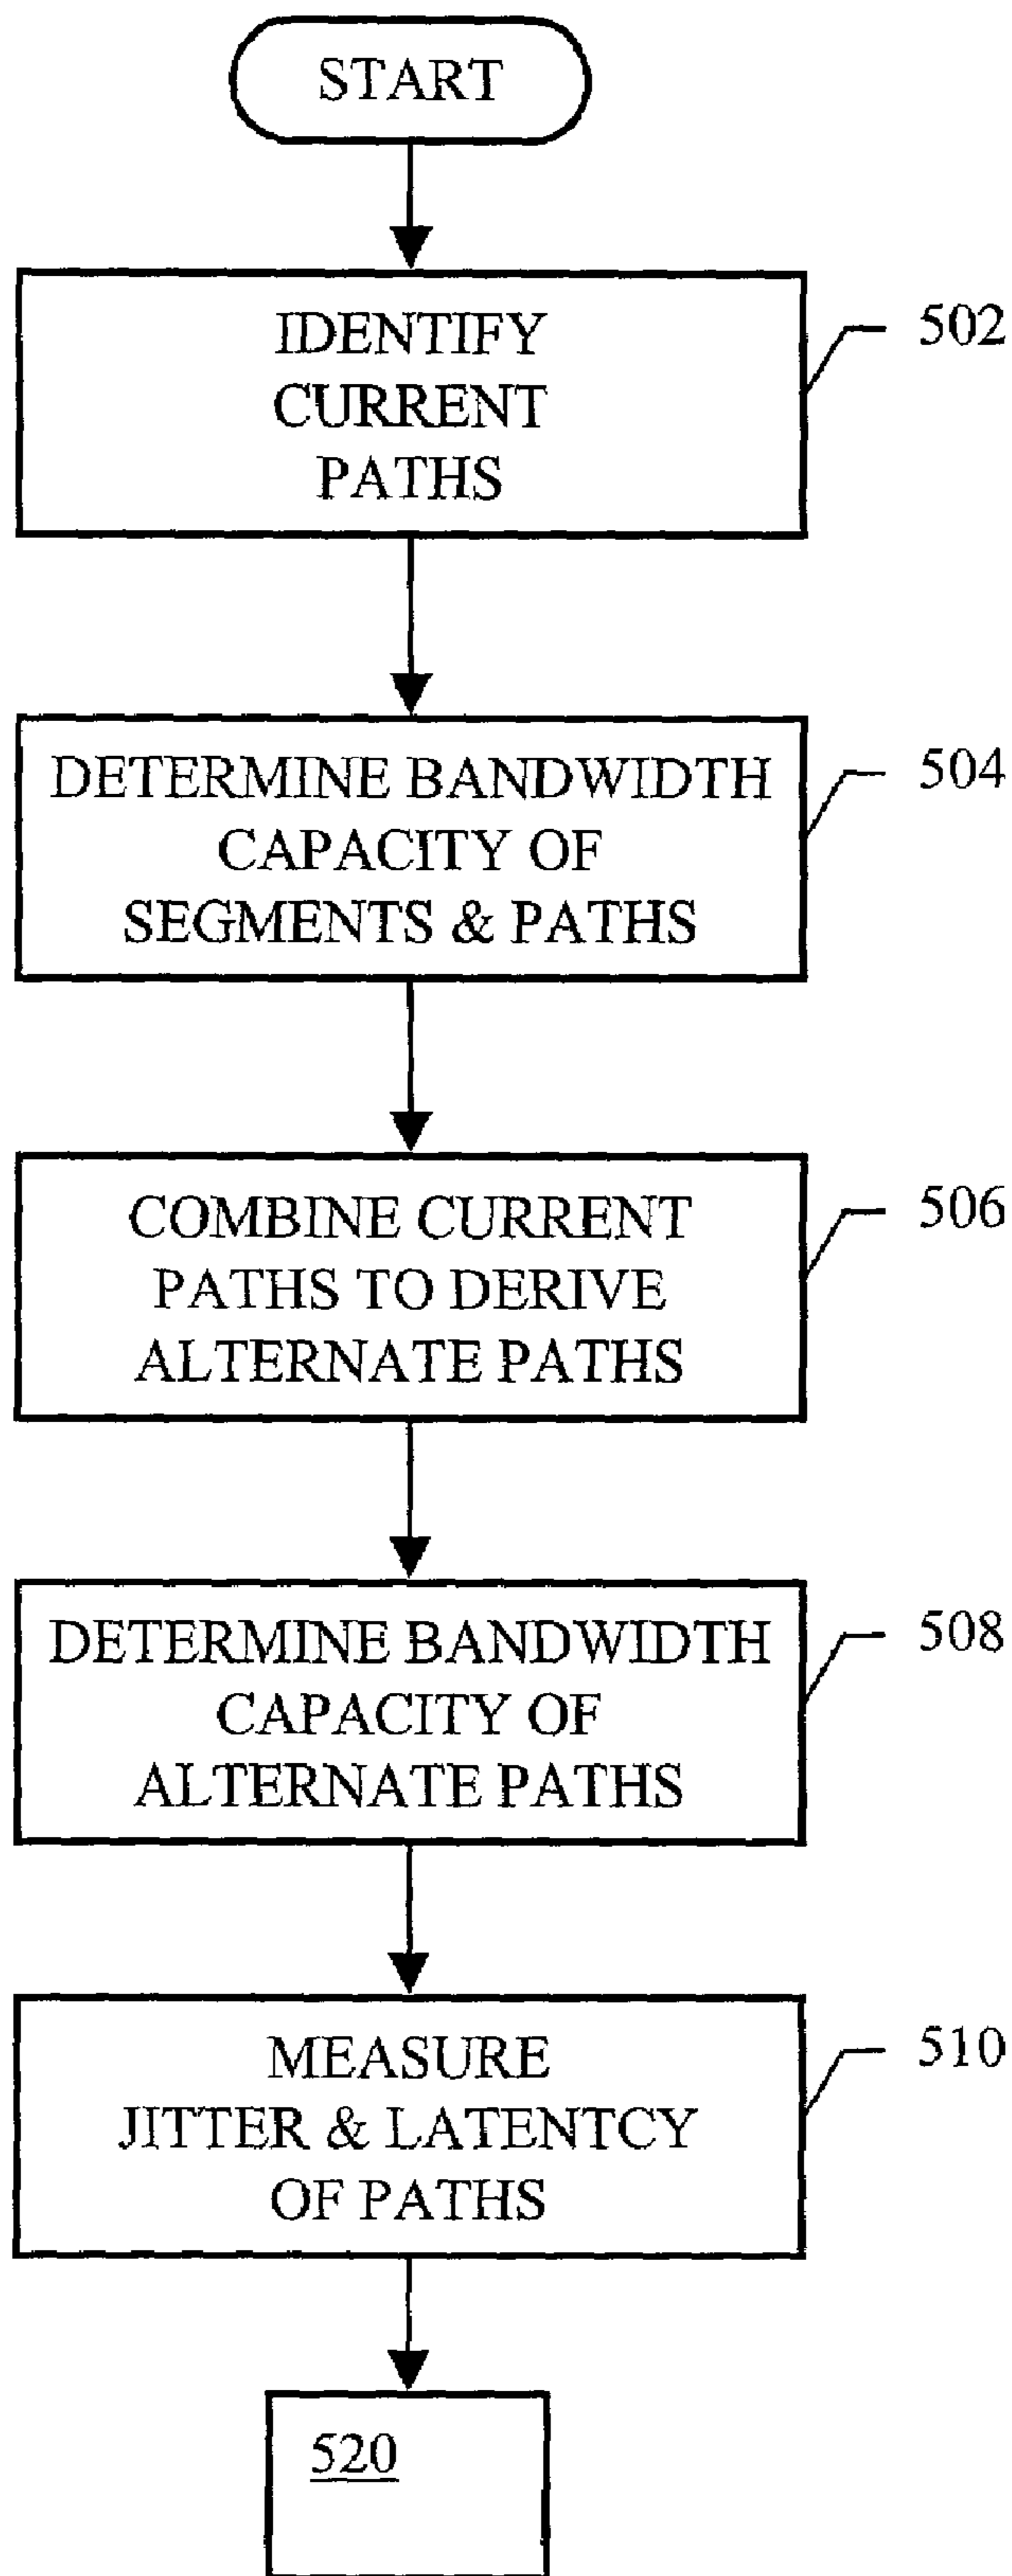 START
IDENTIFY
CURRENT
PATHS
502
DETERMINE BANDWIDTH
CAPACITY OF
SEGMENTS & PATHS
504
COMBINE CURRENT
PATHS TO DERIVE
ALTERNATE PATHS
506
DETERMINE BANDWIDTH
CAPACITY OF
ALTERNATE PATHS
508
MEASURE
JITTER & LATENTCY
OF PATHS
510
520